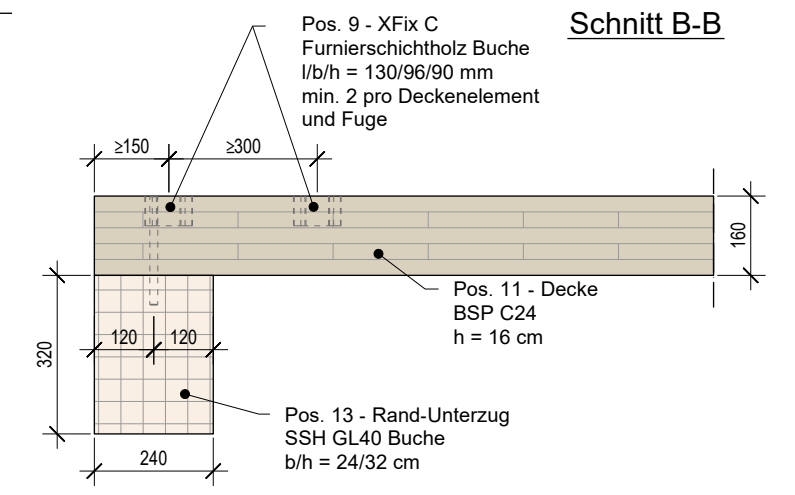 Schnitt B-B
Pos. 9 - XFix C
Furnierschichtholz Buche
l/b/h = 130/96/90 mm
min. 2 pro Deckenelement
und Fuge
≥150
≥300
160
Pos. 11 - Decke
BSP C24
h = 16 cm
320
120
120
Pos. 13 - Rand-Unterzug
SSH GL40 Buche
b/h = 24/32 cm
240